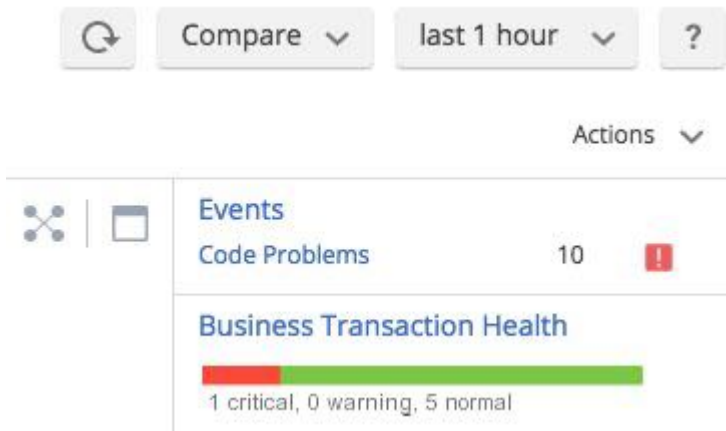 Compare last 1 hour ?
Actions
Events
Code Problems 10 !
Business Transaction Health
1 critical, 0 warning, 5 normal